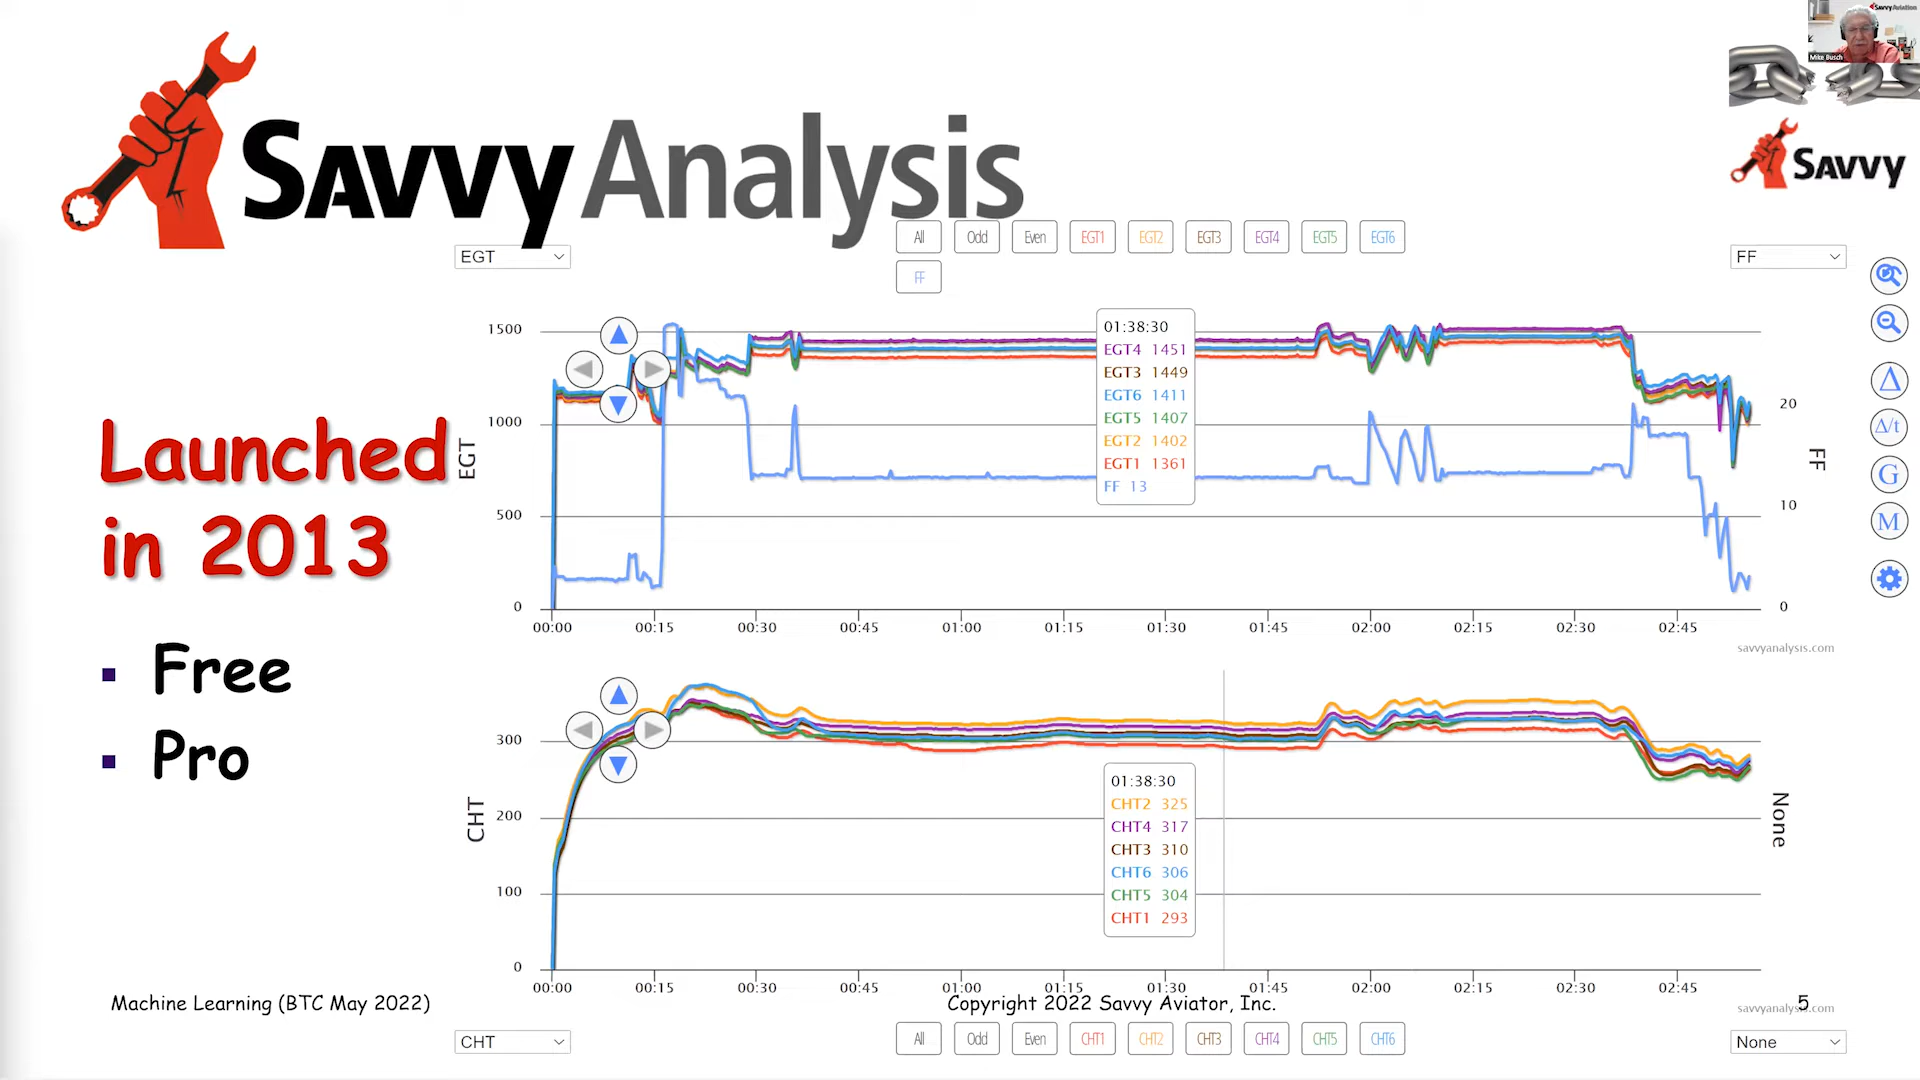 SavvyAviation
Mike Busch
SAVVY Analysis
SAVVY
EGT
All Odd Even EGT1 EGT2 EGT3 EGT4 EGT5 EGT6
FF
FF
Launched
in 2013
▪ Free
▪ Pro
EGT
1500
1000
500
0
01:38:30
EGT4 1451
EGT3 1449
EGT6 1411
EGT5 1407
EGT2 1402
EGT1 1361
FF 13
20
10
0
FF
Δ
Δ/t
G
M
00:00 00:15 00:30 00:45 01:00 01:15 01:30 01:45 02:00 02:15 02:30 02:45
savvyanalysis.com
CHT
300
200
100
0
01:38:30
CHT2 325
CHT4 317
CHT3 310
CHT6 306
CHT5 304
CHT1 293
None
00:00 00:15 00:30 00:45 01:00 01:15 01:30 01:45 02:00 02:15 02:30 02:45
savvyanalysis.com
Machine Learning (BTC May 2022)
Copyright 2022 Savvy Aviator, Inc.
5
CHT
All Odd Even CHT1 CHT2 CHT3 CHT4 CHT5 CHT6
None